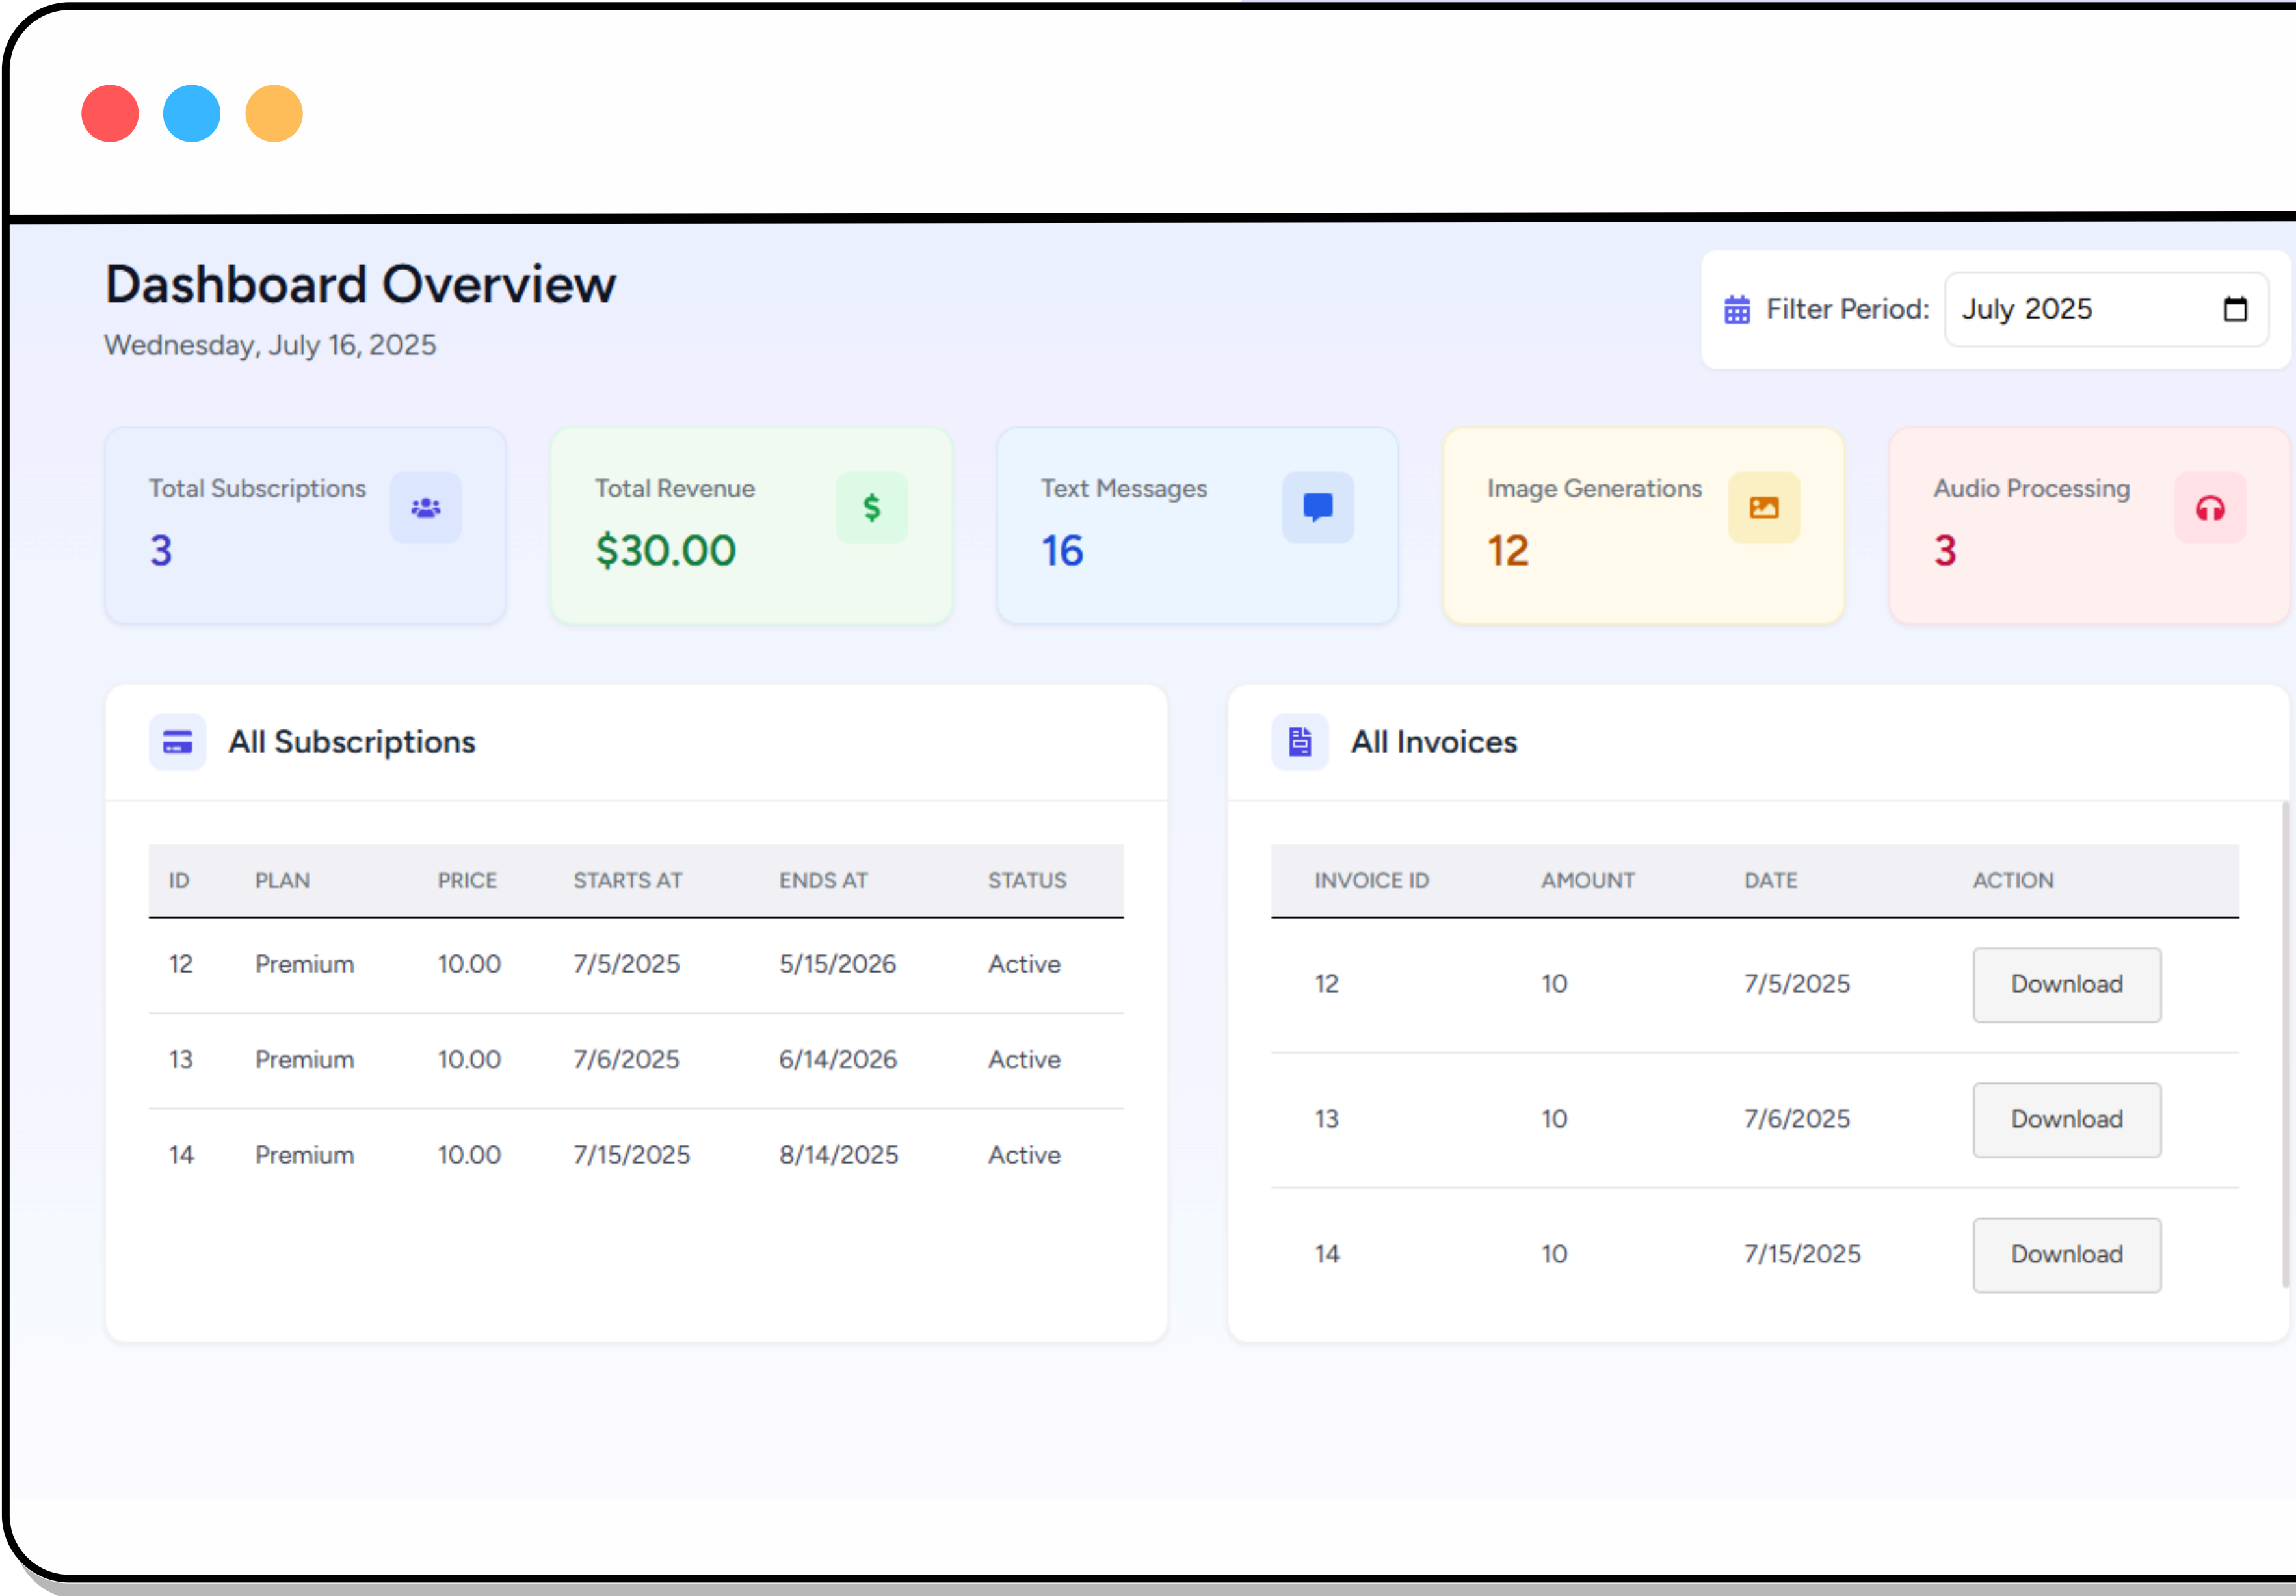 Dashboard Overview
Wednesday, July 16, 2025
Filter Period: July 2025
Total Subscriptions
3
Total Revenue
$30.00
Text Messages
16
Image Generations
12
Audio Processing
3
All Subscriptions
ID PLAN PRICE STARTS AT ENDS AT STATUS
12 Premium 10.00 7/5/2025 5/15/2026 Active
13 Premium 10.00 7/6/2025 6/14/2026 Active
14 Premium 10.00 7/15/2025 8/14/2025 Active
All Invoices
INVOICE ID AMOUNT DATE ACTION
12 10 7/5/2025 Download
13 10 7/6/2025 Download
14 10 7/15/2025 Download